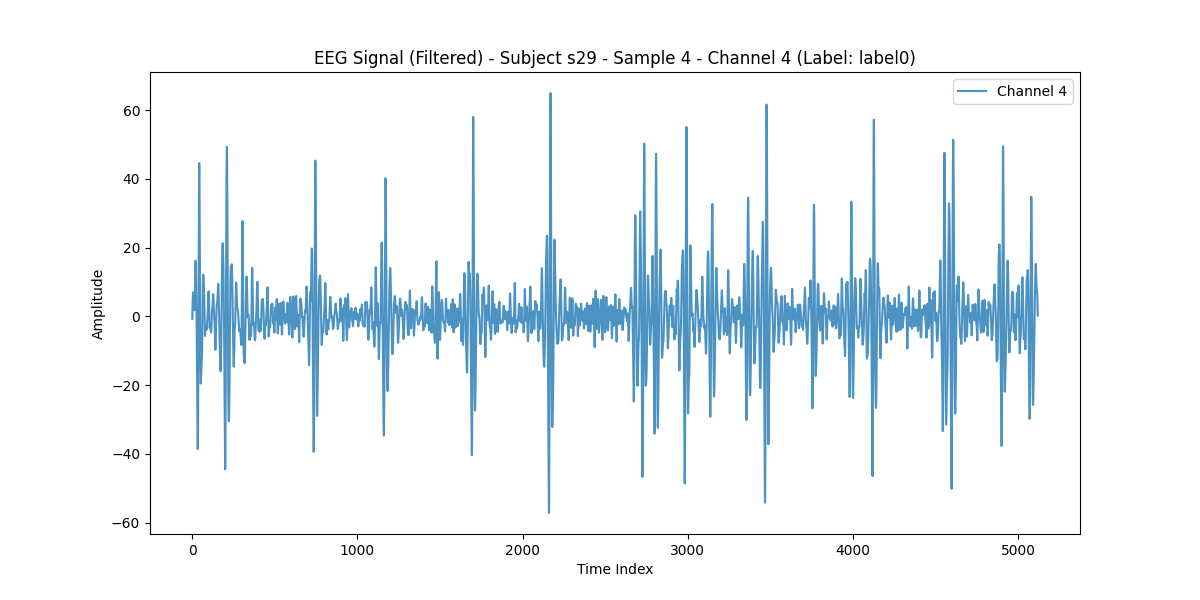 EEG Signal (Filtered) - Subject s29 - Sample 4 - Channel 4 (Label: label0)
Channel 4
60
40
20
0
−20
−40
−60
Amplitude
0 1000 2000 3000 4000 5000
Time Index